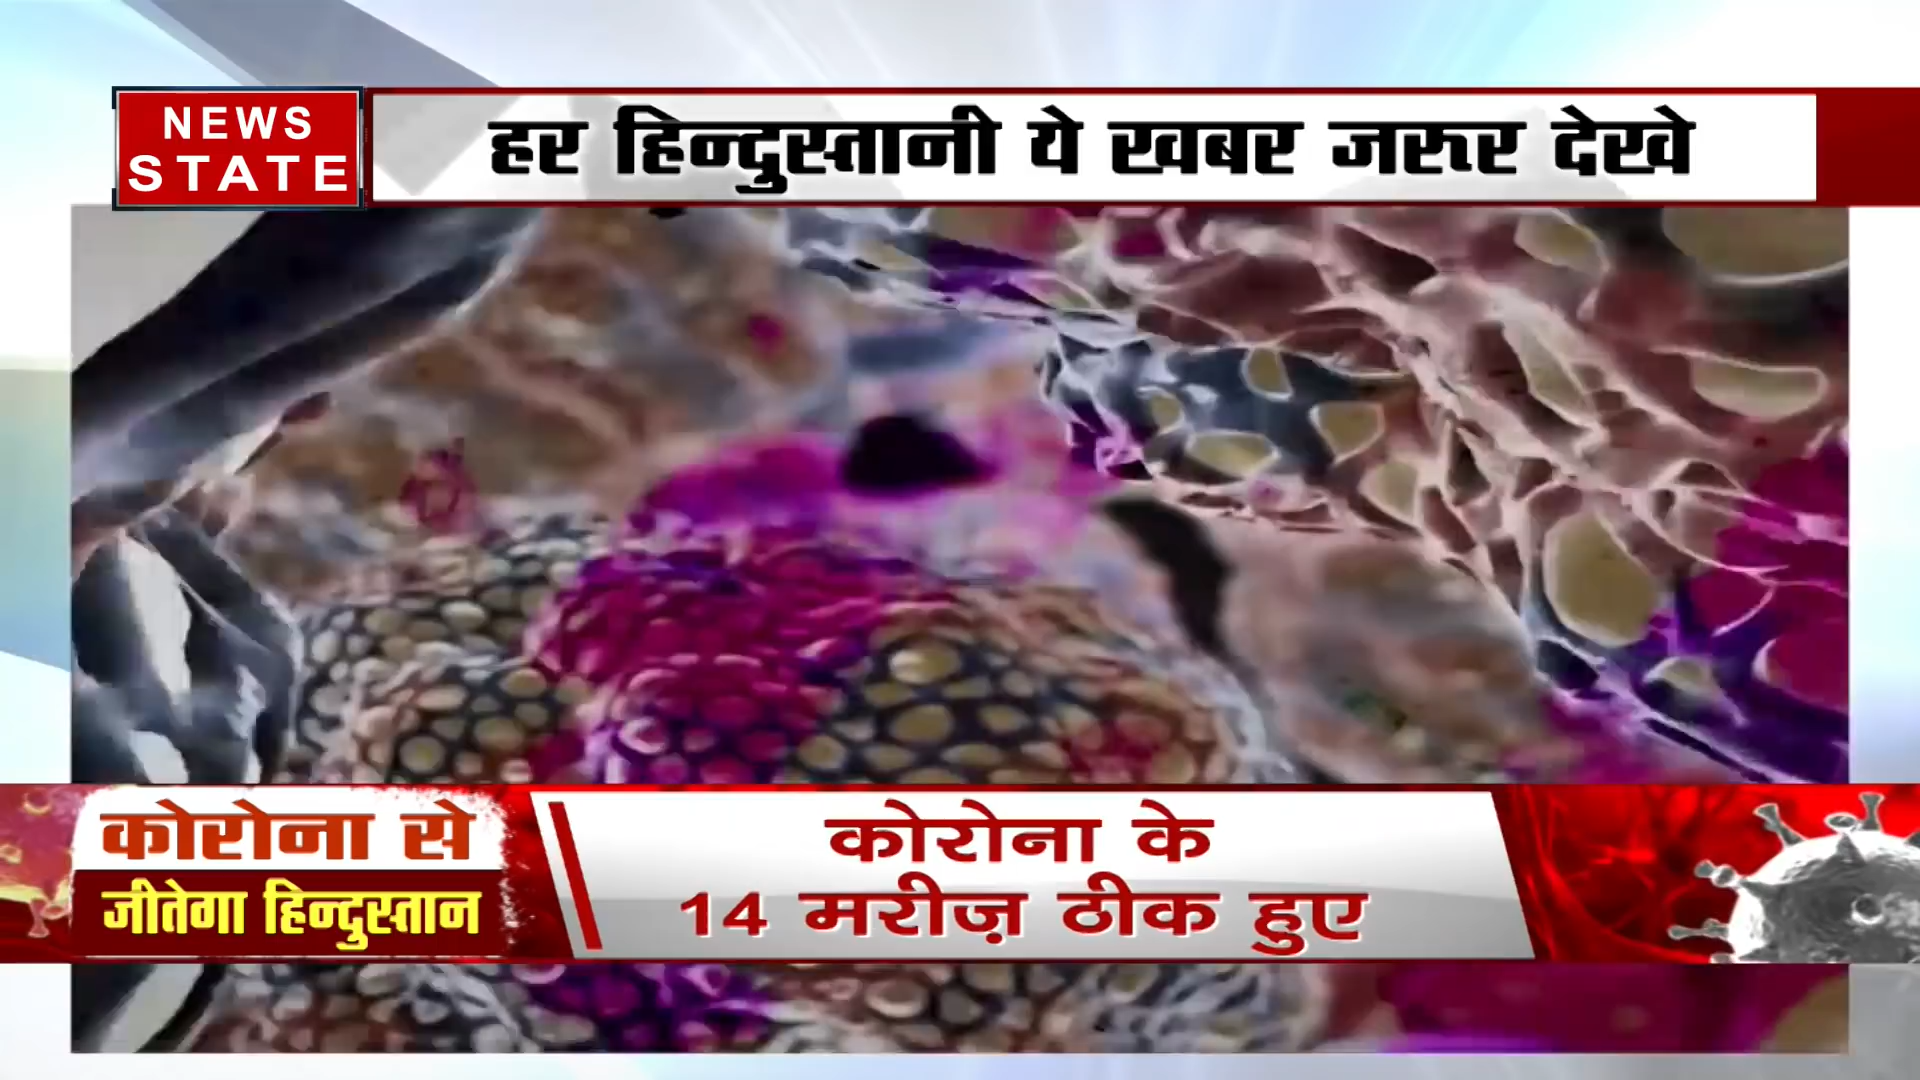 NEWS
STATE
हर हिन्दुस्तानी ये खबर जरूर देखे
कोरोना से
जीतेगा हिन्दुस्तान
कोरोना के
14 मरीज़ ठीक हुए